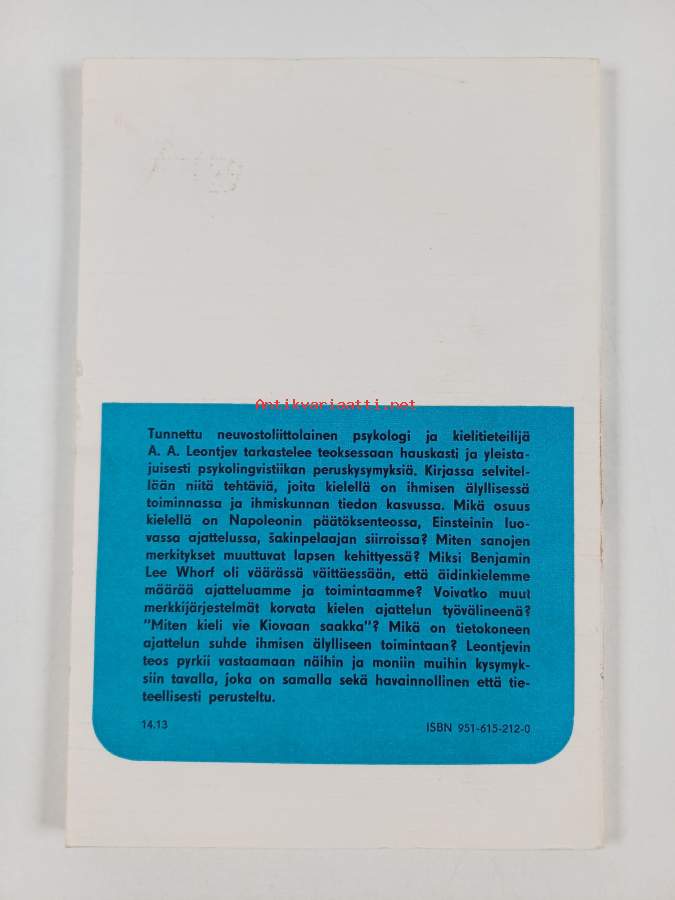 Antikvariaatti.net
Tunnettu neuvostoliittolainen psykologi ja kielitieteilijä
A. A. Leontjev tarkastelee teoksessaan hauskasti ja yleista-
juisesti psykolingvistiikan peruskysymyksiä. Kirjassa selvitel-
lään niitä tehtäviä, joita kielellä on ihmisen älyllisessä
toiminnassa ja ihmiskunnan tiedon kasvussa. Mikä osuus
kielellä on Napoleonin päätöksenteossa, Einsteinin luo-
vassa ajattelussa, šakinpelaajan siirroissa? Miten sanojen
merkitykset muuttuvat lapsen kehittyessä? Miksi Benjamin
Lee Whorf oli väärässä väittäessään, että äidinkielemme
määrää ajatteluamme ja toimintaamme? Voivatko muut
merkkijärjestelmät korvata kielen ajattelun työvälineenä?
"Miten kieli vie Kiovaan saakka"? Mikä on tietokoneen
ajattelun suhde ihmisen älylliseen toimintaan? Leontjevin
teos pyrkii vastaamaan näihin ja moniin muihin kysymyk-
siin tavalla, joka on samalla sekä havainnollinen että tie-
teellisesti perusteltu.
14.13
ISBN 951-615-212-0